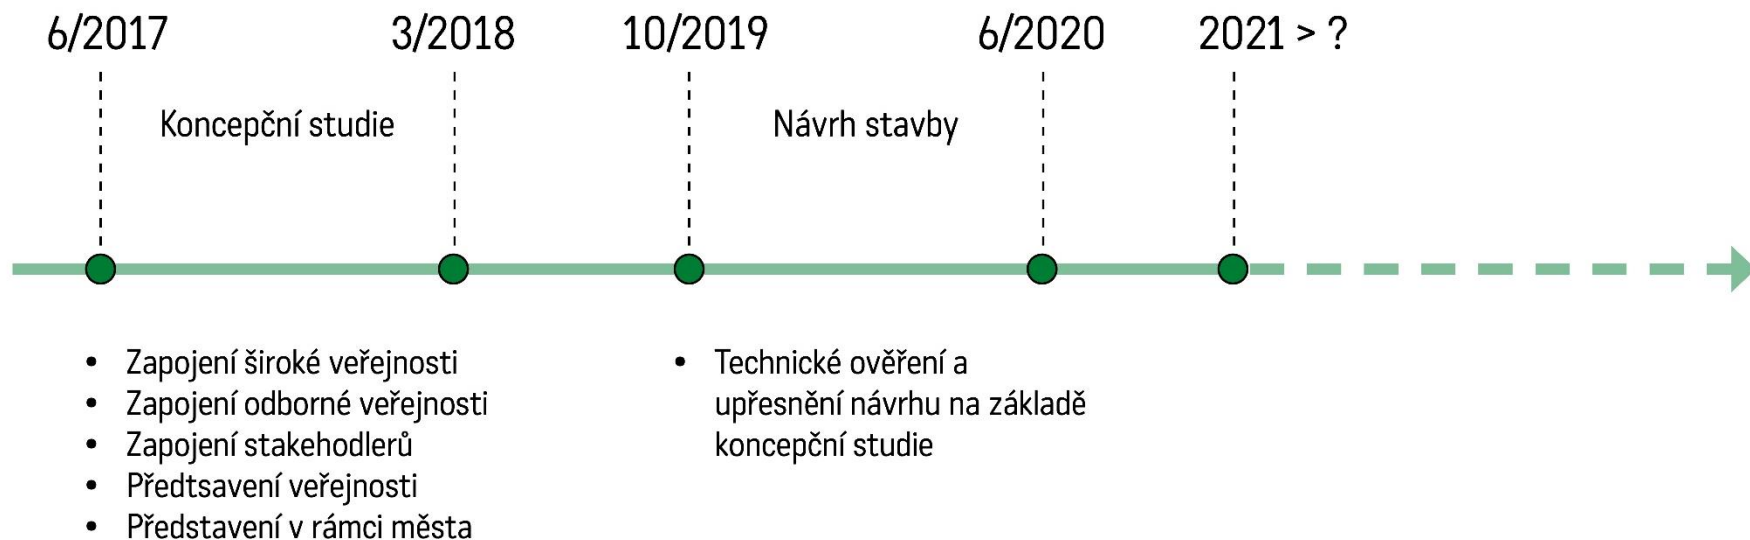 6/2017 3/2018 10/2019 6/2020 2021 > ?
Koncepční studie Návrh stavby
• Zapojení široké veřejnosti
• Zapojení odborné veřejnosti
• Zapojení stakehodlerů
• Předtsavení veřejnosti
• Představení v rámci města
• Technické ověření a
upřesnění návrhu na základě
koncepční studie